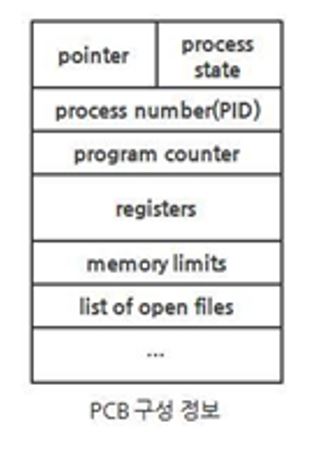 pointer
process
state
process number(PID)
program counter
registers
memory limits
list of open files
...
PCB 구성 정보